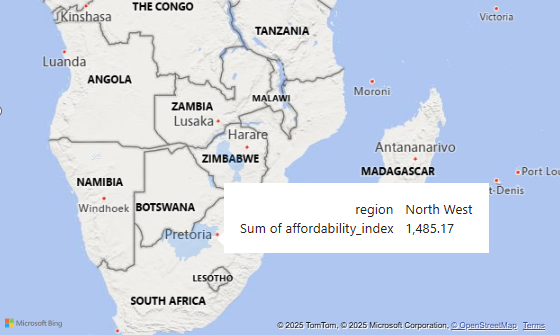 THE CONGO
Kinshasa
TANZANIA
Victoria
Luanda
ANGOLA
MALAWI
Moroni
ZAMBIA
Lusaka
Harare
Antananarivo
ZIMBABWE
MADAGASCAR
Port Lou
t-Denis
NAMIBIA
Windhoek
BOTSWANA
region North West
Sum of affordability_index 1,485.17
Pretoria
LESOTHO
SOUTH AFRICA
Microsoft Bing
© 2025 TomTom, © 2025 Microsoft Corporation, © OpenStreetMap Terms